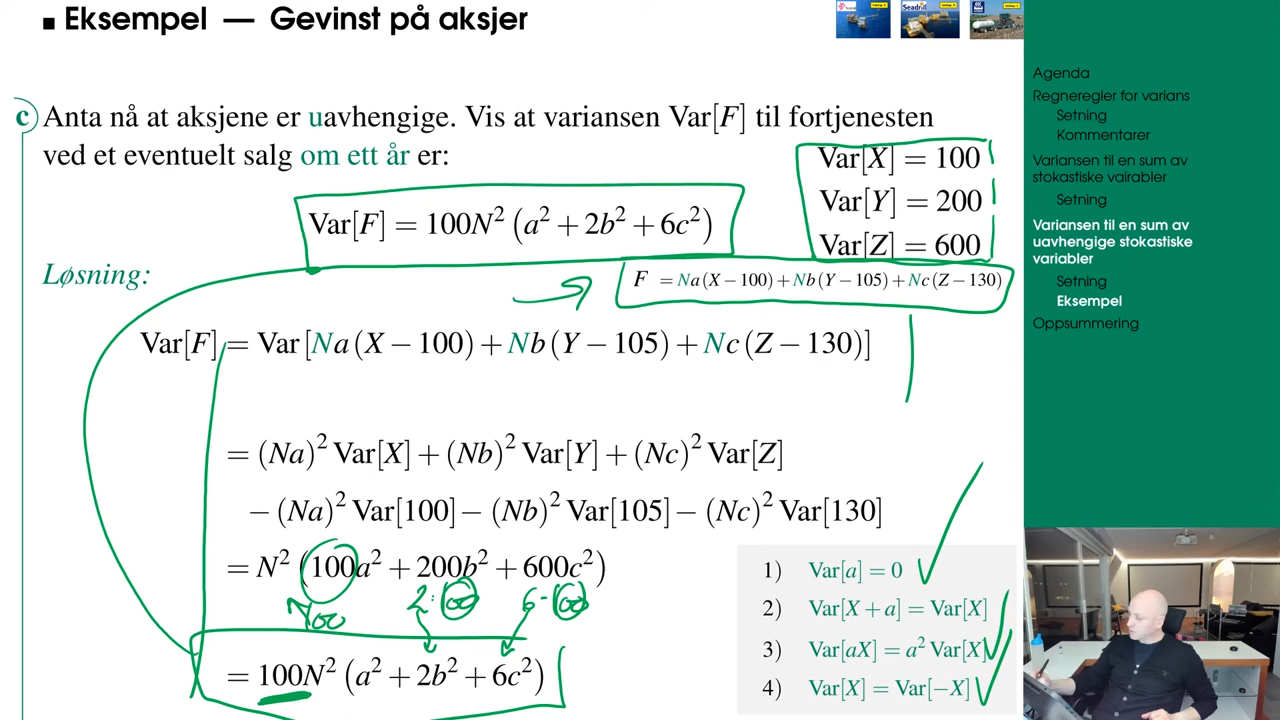 Eksempel — Gevinst på aksjer
Seadrill
c Anta nå at aksjene er uavhengige. Vis at variansen Var[F] til fortjenesten
ved et eventuelt salg om ett år er:
Var[X] = 100
Var[Y] = 200
Var[Z] = 600
Var[F] = 100N² (a² + 2b² + 6c²)
Løsning:
F = Na(X − 100) + Nb(Y − 105) + Nc(Z − 130)
Var[F] = Var[Na(X − 100) + Nb(Y − 105) + Nc(Z − 130)]
= (Na)² Var[X] + (Nb)² Var[Y] + (Nc)² Var[Z]
− (Na)² Var[100] − (Nb)² Var[105] − (Nc)² Var[130]
= N² (100a² + 200b² + 600c²)
100 2·100 6·100
= 100N² (a² + 2b² + 6c²)
1) Var[a] = 0
2) Var[X + a] = Var[X]
3) Var[aX] = a² Var[X]
4) Var[X] = Var[−X]
Agenda
Regneregler for varians
Setning
Kommentarer
Variansen til en sum av
stokastiske vairabler
Setning
Variansen til en sum av
uavhengige stokastiske
variabler
Setning
Eksempel
Oppsummering